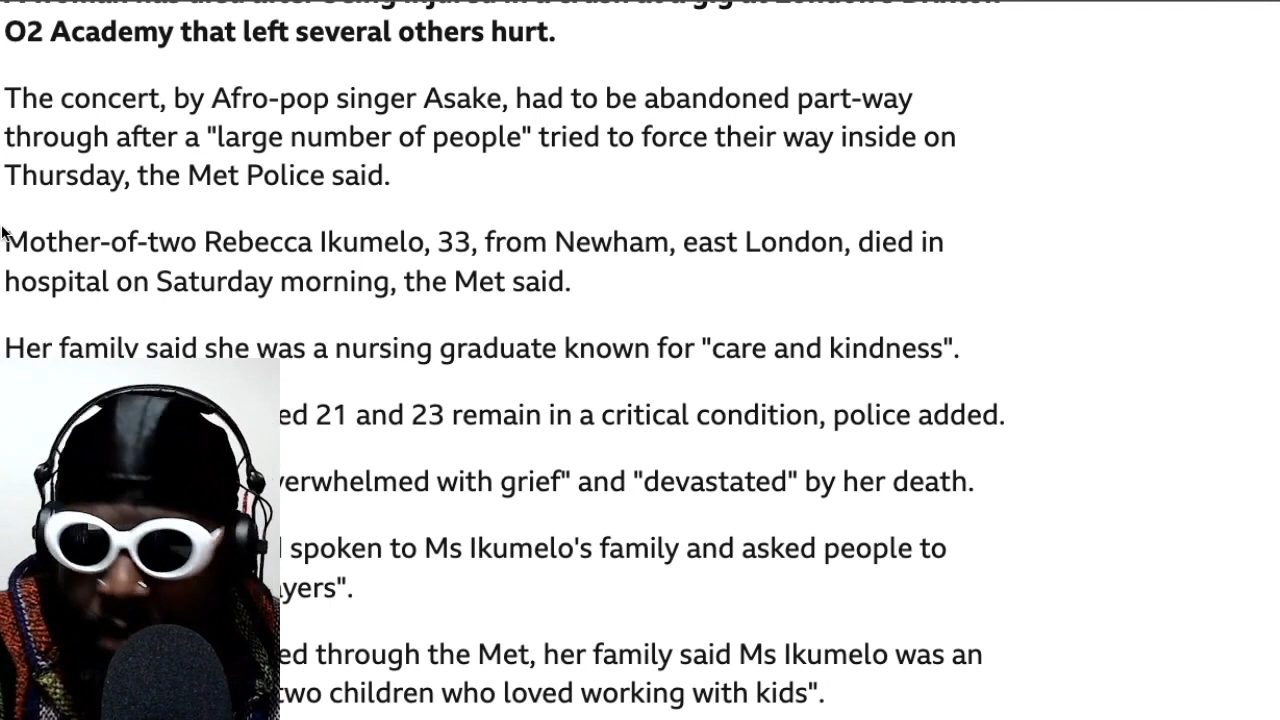 O2 Academy that left several others hurt.
The concert, by Afro-pop singer Asake, had to be abandoned part-way
through after a "large number of people" tried to force their way inside on
Thursday, the Met Police said.
Mother-of-two Rebecca Ikumelo, 33, from Newham, east London, died in
hospital on Saturday morning, the Met said.
Her family said she was a nursing graduate known for "care and kindness".
21 and 23 remain in a critical condition, police added.
with grief" and "devastated" by her death.
spoken to Ms Ikumelo's family and asked people to
through the Met, her family said Ms Ikumelo was an
two children who loved working with kids".